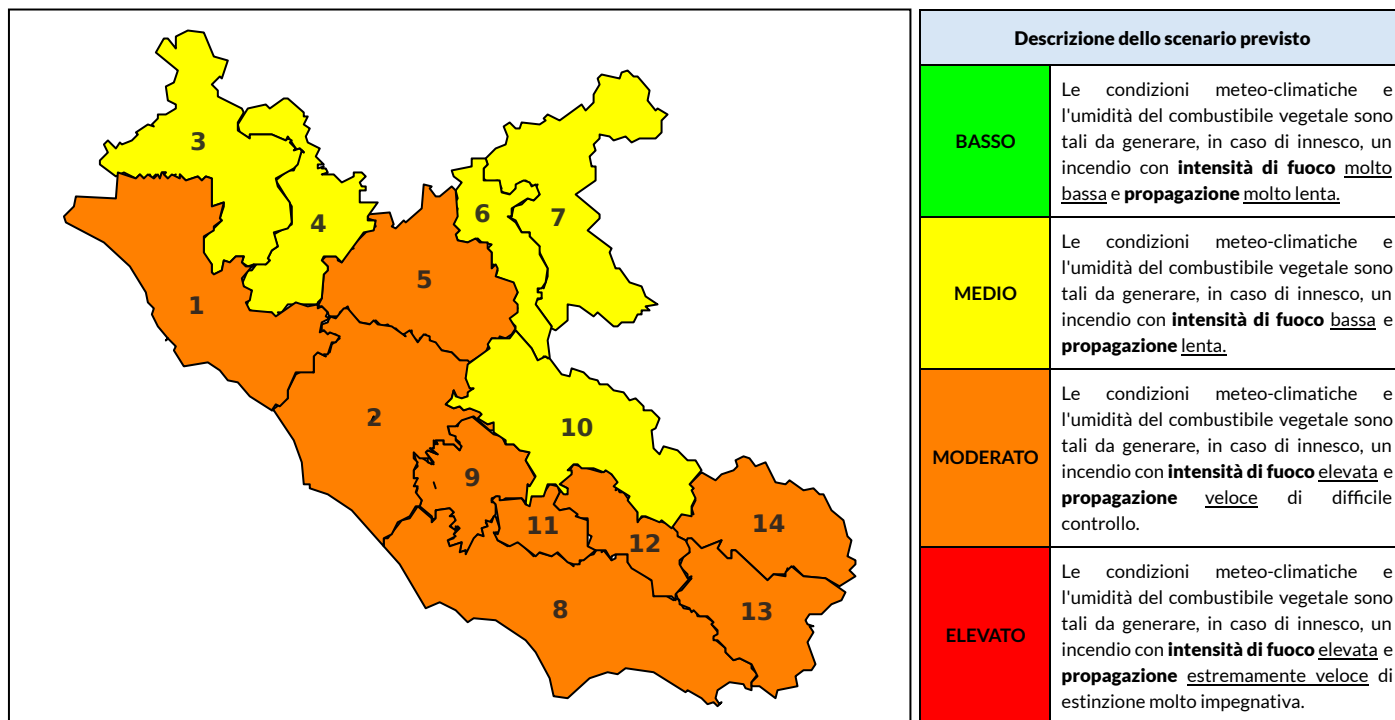 3
4
6
7
5
1
2
10
9
11
14
12
8
13
Descrizione dello scenario previsto
BASSO
Le condizioni meteo-climatiche e
l'umidità del combustibile vegetale sono
tali da generare, in caso di innesco, un
incendio con intensità di fuoco molto
bassa e propagazione molto lenta.
MEDIO
Le condizioni meteo-climatiche e
l'umidità del combustibile vegetale sono
tali da generare, in caso di innesco, un
incendio con intensità di fuoco bassa e
propagazione lenta.
MODERATO
Le condizioni meteo-climatiche e
l'umidità del combustibile vegetale sono
tali da generare, in caso di innesco, un
incendio con intensità di fuoco elevata e
propagazione veloce di difficile
controllo.
ELEVATO
Le condizioni meteo-climatiche e
l'umidità del combustibile vegetale sono
tali da generare, in caso di innesco, un
incendio con intensità di fuoco elevata e
propagazione estremamente veloce di
estinzione molto impegnativa.